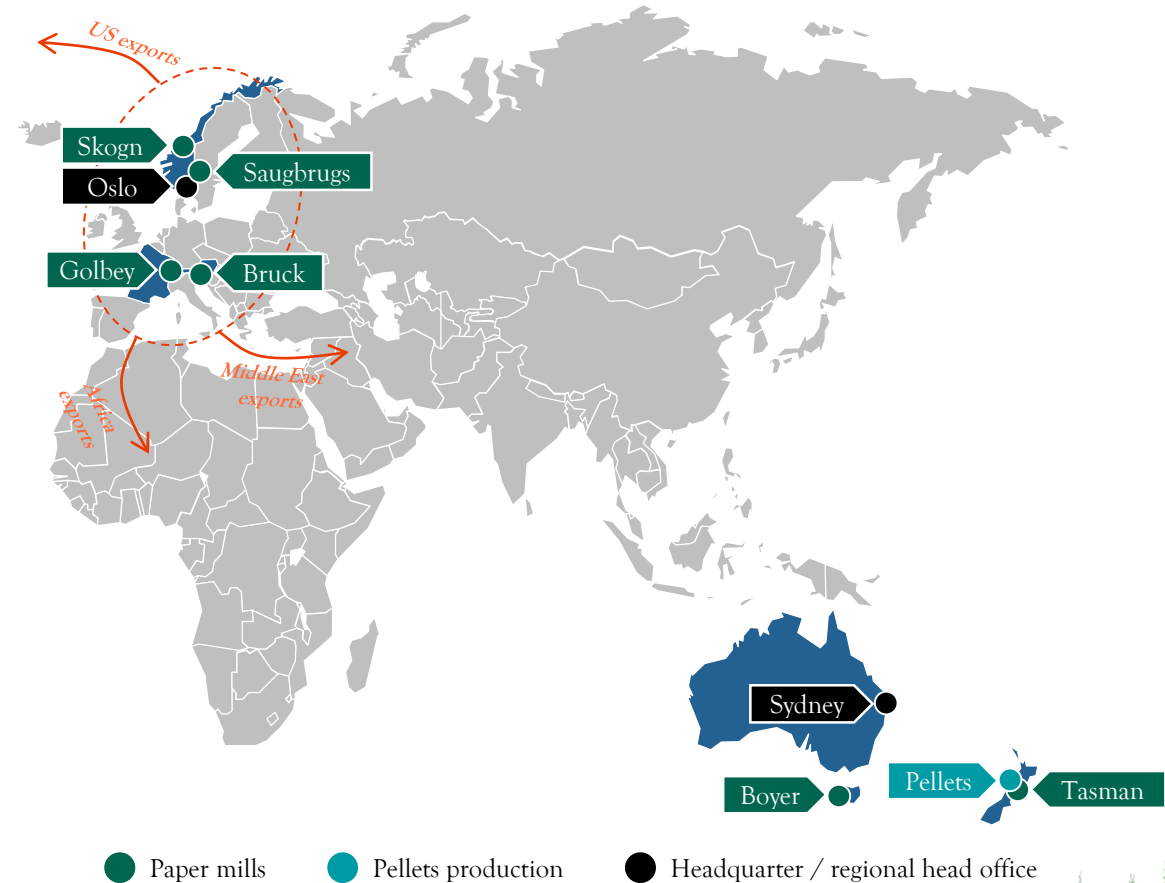 US exports
Skogn
Saugbrugs
Oslo
Golbey
Bruck
Middle East
exports
Africa
exports
Sydney
Pellets
Boyer
Tasman
Paper mills
Pellets production
Headquarter / regional head office